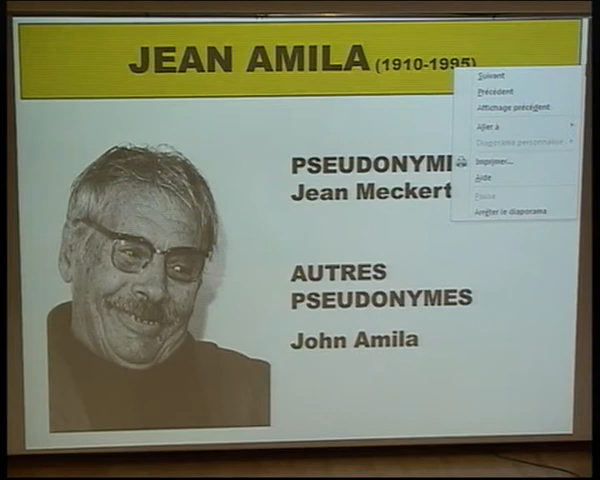 JEAN AMILA (1910-1995)
Suivant
Précédent
Affichage précédent
Aller à
Diaporama personnalisé
Imprimer...
Aide
Pause
Arrêter le diaporama
PSEUDONYM
Jean Meckert
AUTRES
PSEUDONYMES
John Amila